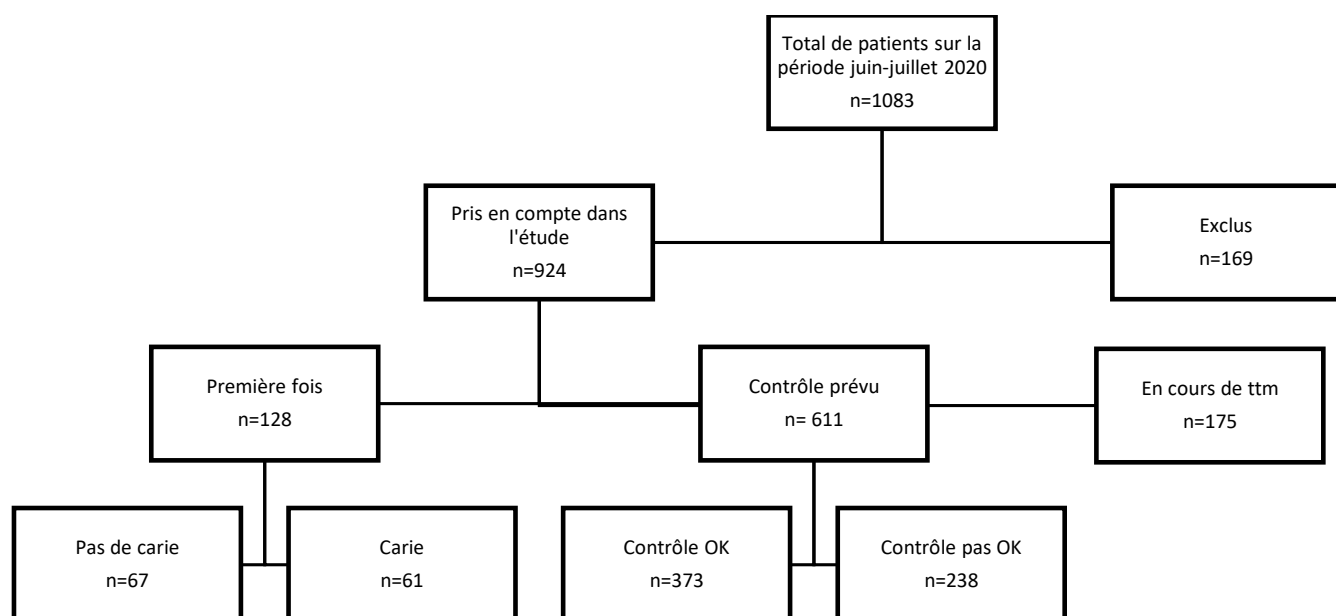 Total de patients sur la
période juin-juillet 2020
n=1083
Pris en compte dans
l'étude
n=924
Exclus
n=169
Première fois
n=128
Contrôle prévu
n= 611
En cours de ttm
n=175
Pas de carie
n=67
Carie
n=61
Contrôle OK
n=373
Contrôle pas OK
n=238